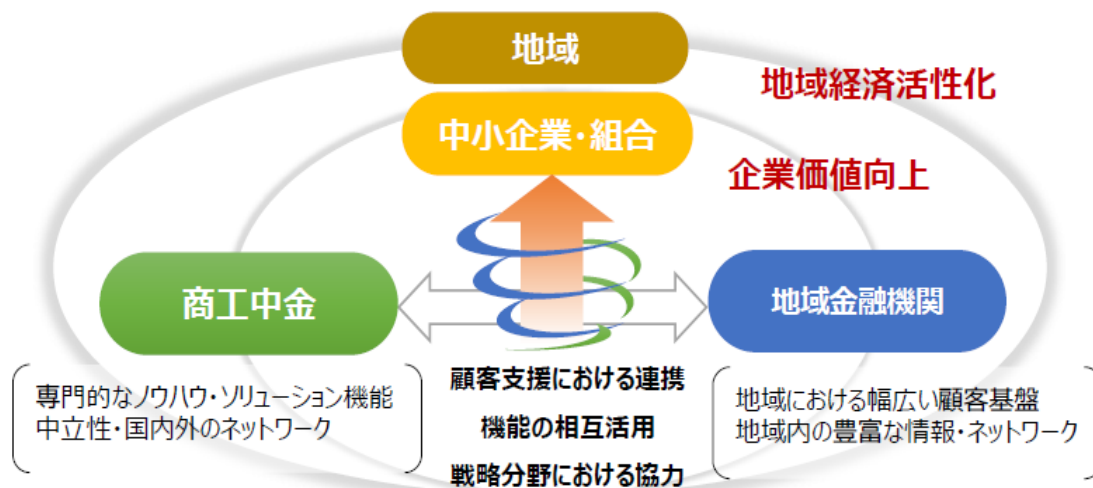 地域
地域経済活性化
中小企業・組合
企業価値向上
商工中金
地域金融機関
専門的なノウハウ・ソリューション機能
中立性・国内外のネットワーク
顧客支援における連携
機能の相互活用
戦略分野における協力
地域における幅広い顧客基盤
地域内の豊富な情報・ネットワーク